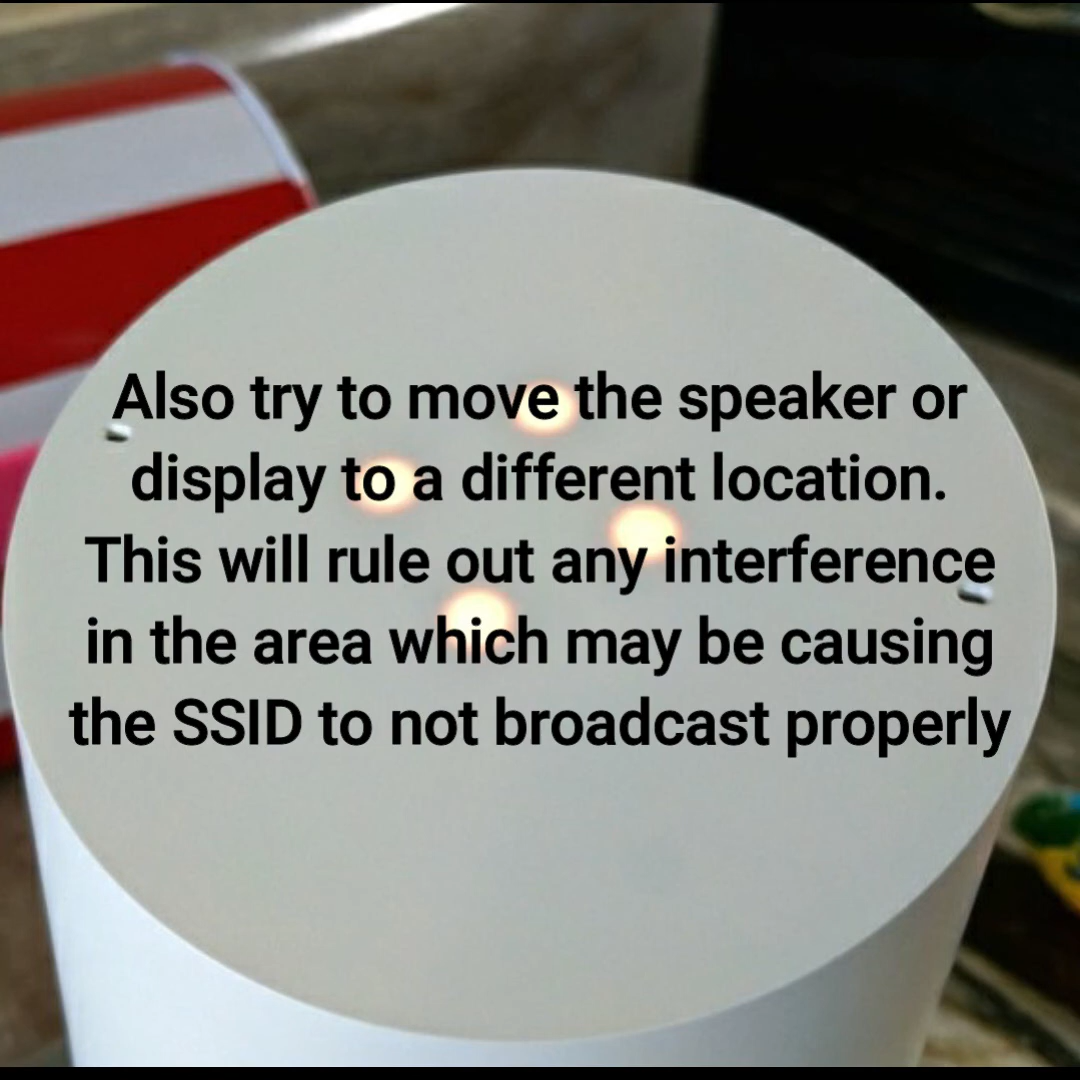 Also try to move the speaker or
display to a different location.
This will rule out any interference
in the area which may be causing
the SSID to not broadcast properly